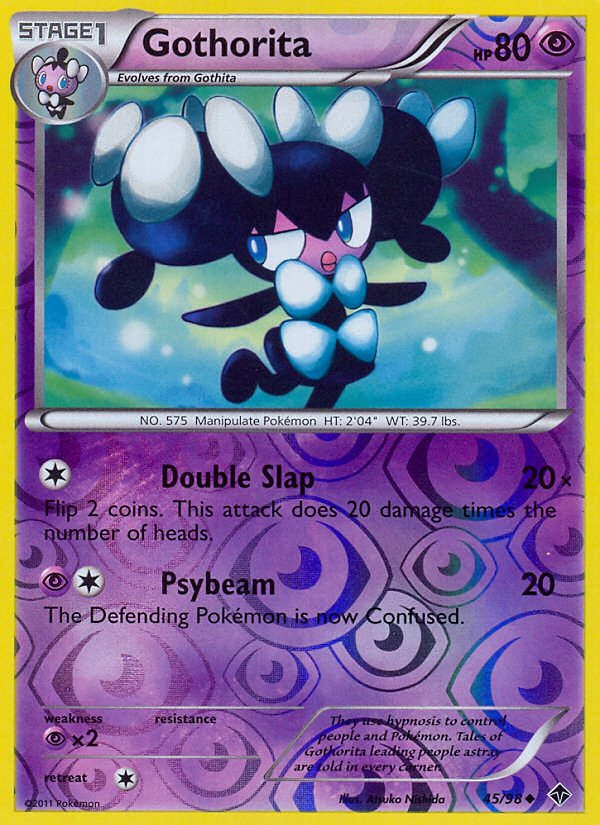 STAGE1
Gothorita
HP80
Evolves from Gothita
NO. 575 Manipulate Pokémon HT: 2'04" WT: 39.7 lbs.
Double Slap 20×
Flip 2 coins. This attack does 20 damage times the
number of heads.
Psybeam 20
The Defending Pokémon is now Confused.
weakness resistance
×2
They use hypnosis to control
people and Pokémon. Tales of
Gothorita leading people astray
are told in every corner.
retreat
©2011 Pokémon
Illus. Atsuko Nishida
45/98